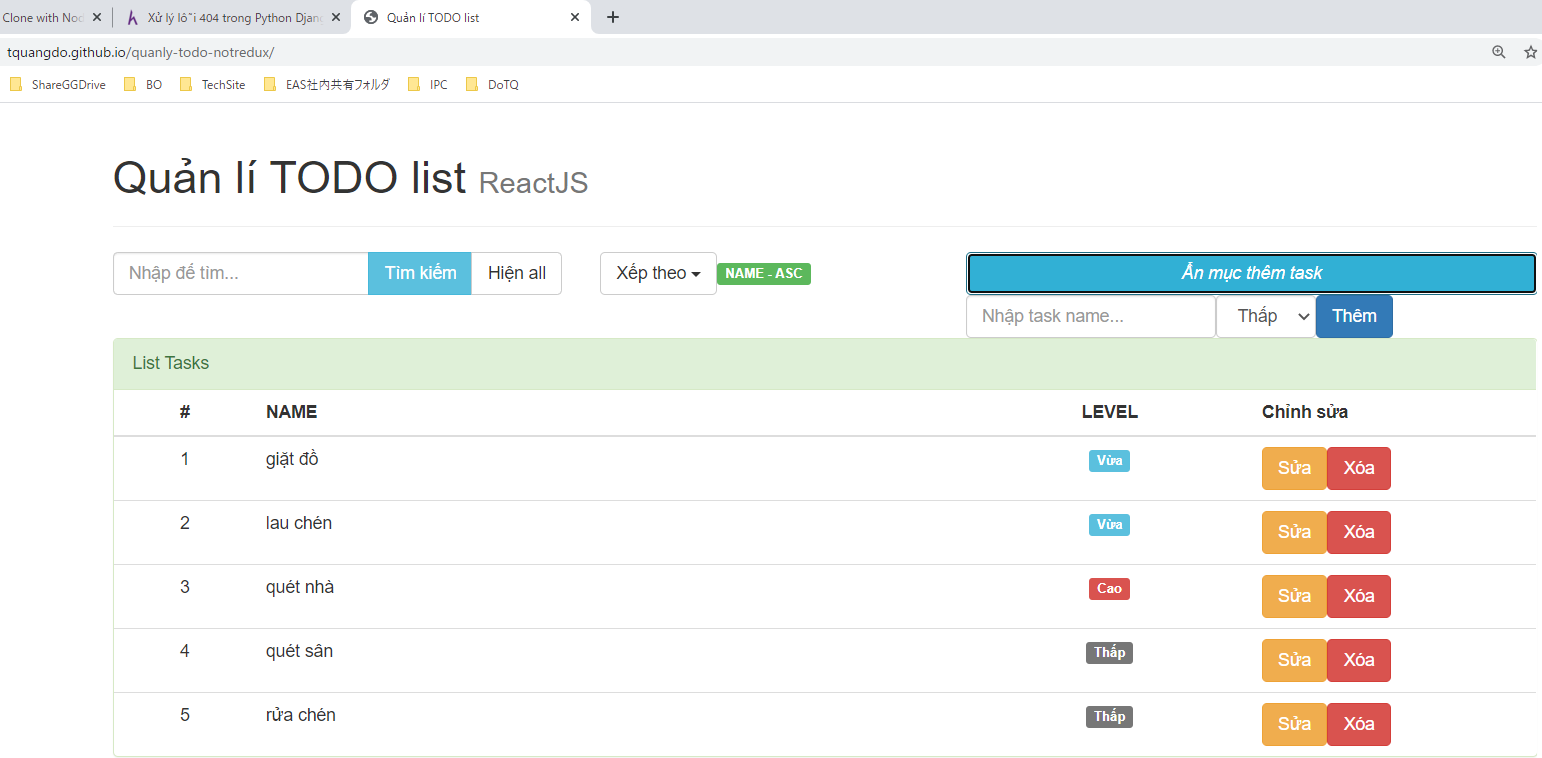 Clone with Nod
Xử lý lỗi 404 trong Python Djan
Quản lí TODO list
tquangdo.github.io/quanly-todo-notredux/
ShareGGDrive BO TechSite EAS社内共有フォルダ IPC DoTQ
Quản lí TODO list ReactJS
Nhập để tìm... Tìm kiếm Hiện all Xếp theo NAME - ASC Ẩn mục thêm task
Nhập task name... Thấp Thêm
List Tasks
# NAME LEVEL Chỉnh sửa
1 giặt đồ Vừa Sửa Xóa
2 lau chén Vừa Sửa Xóa
3 quét nhà Cao Sửa Xóa
4 quét sân Thấp Sửa Xóa
5 rửa chén Thấp Sửa Xóa